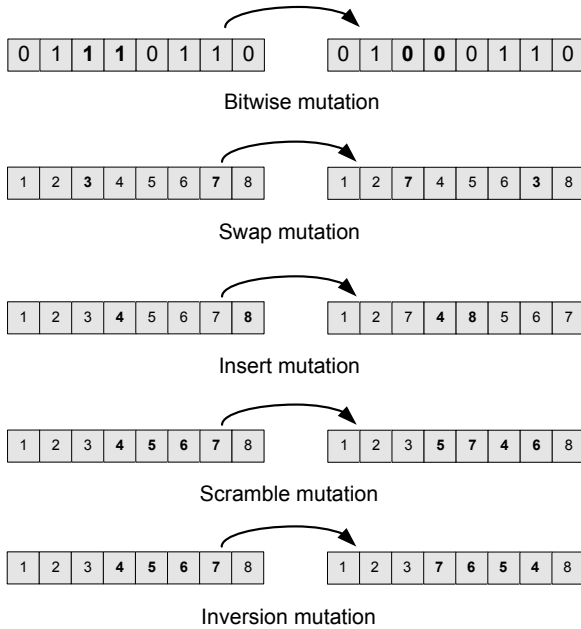 0 1 1 1 0 1 1 0 0 1 0 0 0 1 1 0
Bitwise mutation
1 2 3 4 5 6 7 8 1 2 7 4 5 6 3 8
Swap mutation
1 2 3 4 5 6 7 8 1 2 7 4 8 5 6 7
Insert mutation
1 2 3 4 5 6 7 8 1 2 3 5 7 4 6 8
Scramble mutation
1 2 3 4 5 6 7 8 1 2 3 7 6 5 4 8
Inversion mutation